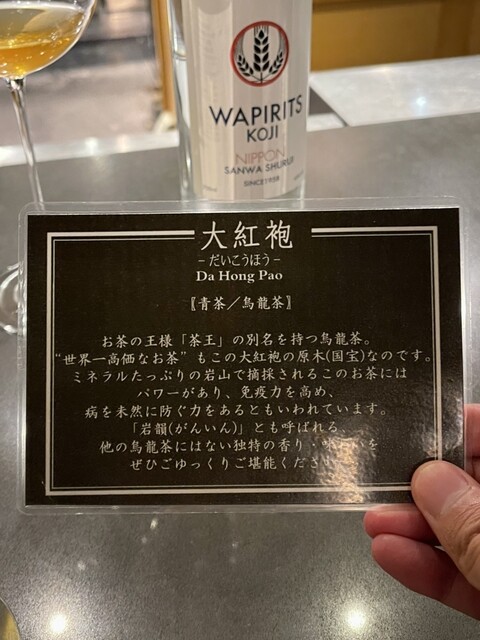 WAPIRITS
KOJI
NIPPON
SANWA SHURUI
SINCE1958
大紅袍
－だいこうほう－
Da Hong Pao
〖青茶／烏龍茶〗
お茶の王様「茶王」の別名を持つ烏龍茶。
“世界一高価なお茶” もこの大紅袍の原木(国宝)なのです。
ミネラルたっぷりの岩山で摘採されるこのお茶には
パワーがあり、免疫力を高め、
病を未然に防ぐ力をあるともいわれています。
「岩韻(がんいん)」とも呼ばれる
他の烏龍茶にはない独特の香り、味わいを
ぜひごゆっくりご堪能くださ